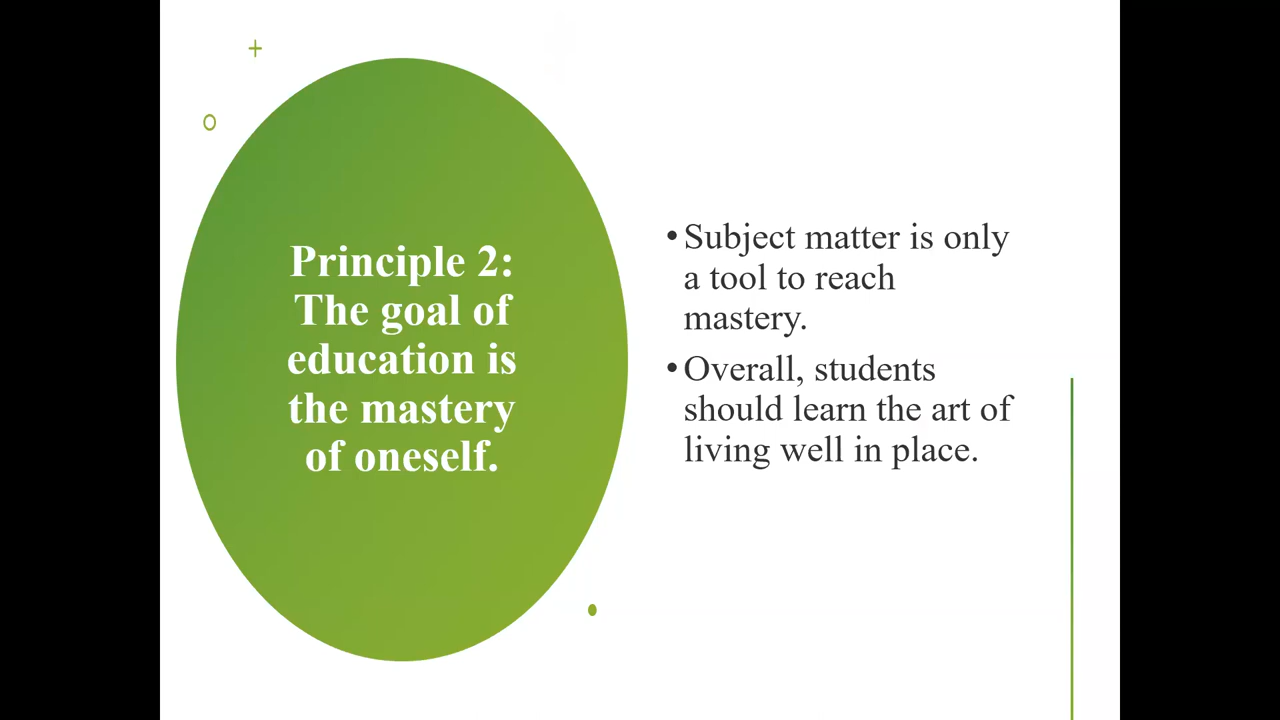 Principle 2:
The goal of
education is
the mastery
of oneself.
• Subject matter is only
a tool to reach
mastery.
• Overall, students
should learn the art of
living well in place.